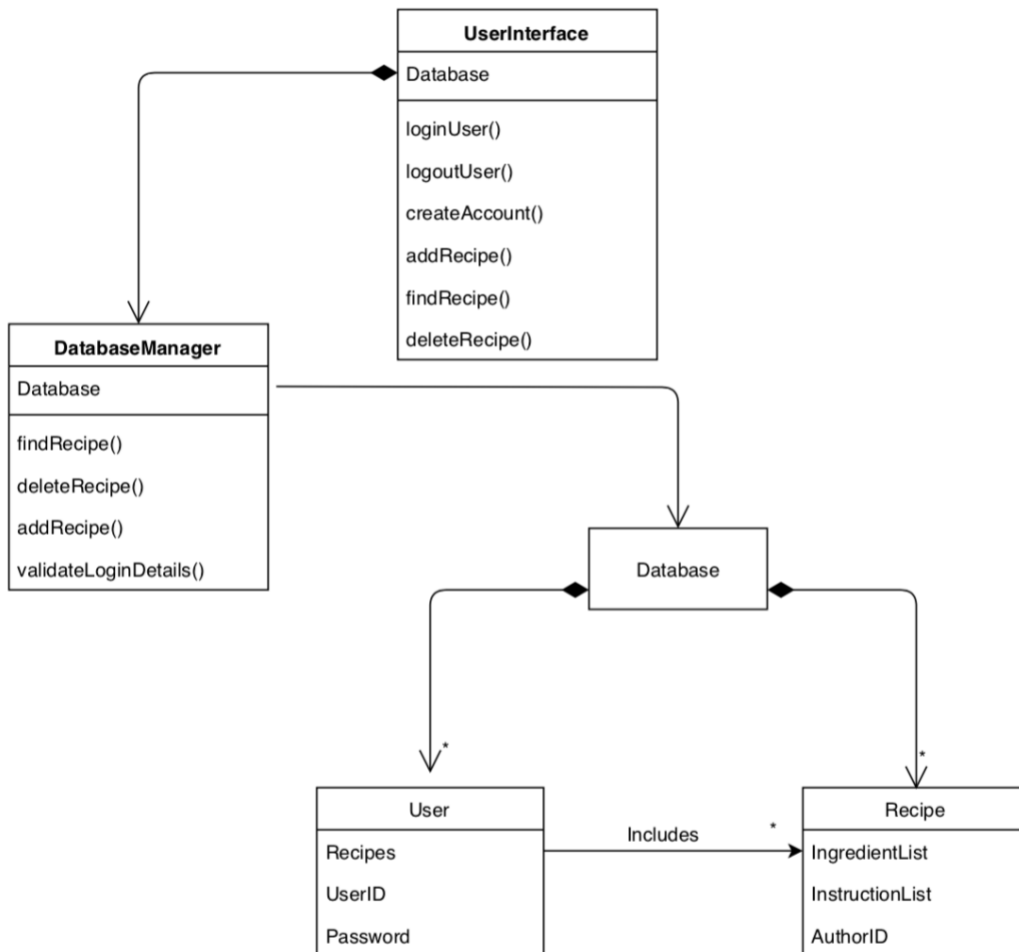 UserInterface
Database
loginUser()
logoutUser()
createAccount()
addRecipe()
findRecipe()
deleteRecipe()
DatabaseManager
Database
findRecipe()
deleteRecipe()
addRecipe()
validateLoginDetails()
Database
*
*
User
Recipes
UserID
Password
Includes
*
Recipe
IngredientList
InstructionList
AuthorID